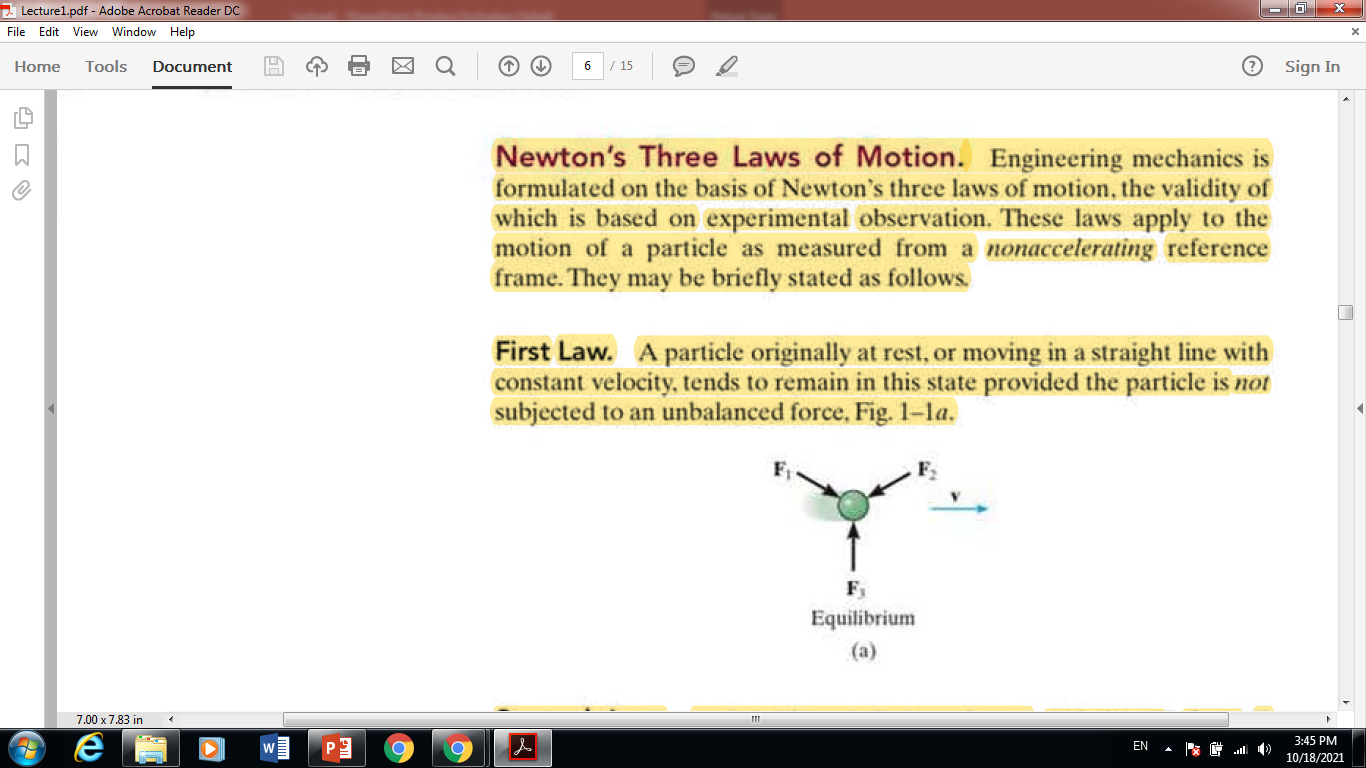 Lecture1.pdf - Adobe Acrobat Reader DC
File Edit View Window Help
Home Tools Document 6 / 15 Sign In
Newton's Three Laws of Motion. Engineering mechanics is
formulated on the basis of Newton's three laws of motion, the validity of
which is based on experimental observation. These laws apply to the
motion of a particle as measured from a nonaccelerating reference
frame. They may be briefly stated as follows.
First Law. A particle originally at rest, or moving in a straight line with
constant velocity, tends to remain in this state provided the particle is not
subjected to an unbalanced force, Fig. 1–1a.
F1 F2
v
F3
Equilibrium
(a)
7.00 x 7.83 in
EN 3:45 PM
10/18/2021